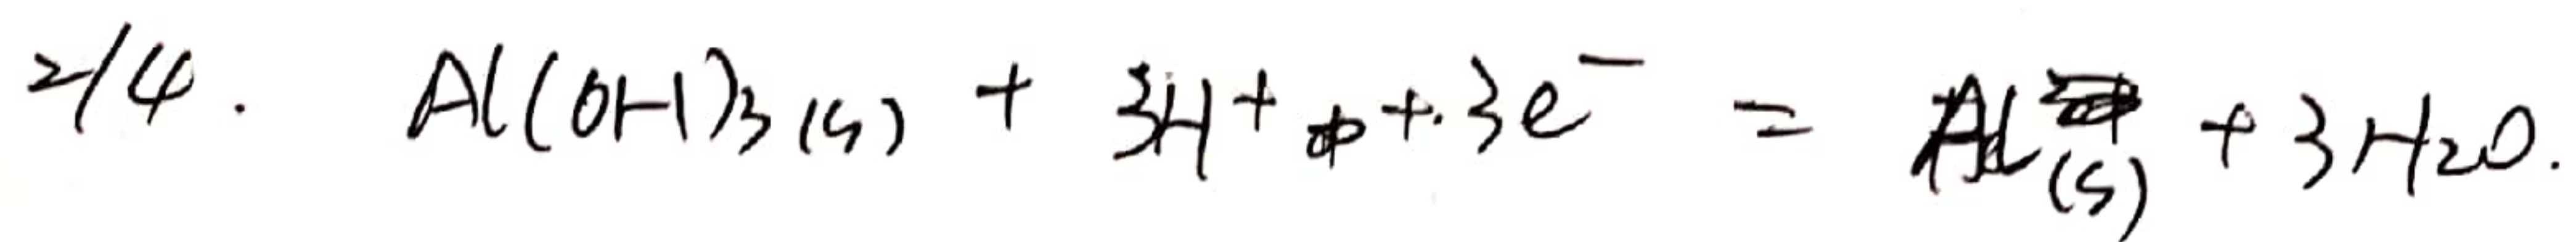 2/4. Al(OH)3(s) + 3H+ + 3e- = Al(s) + 3H2O.